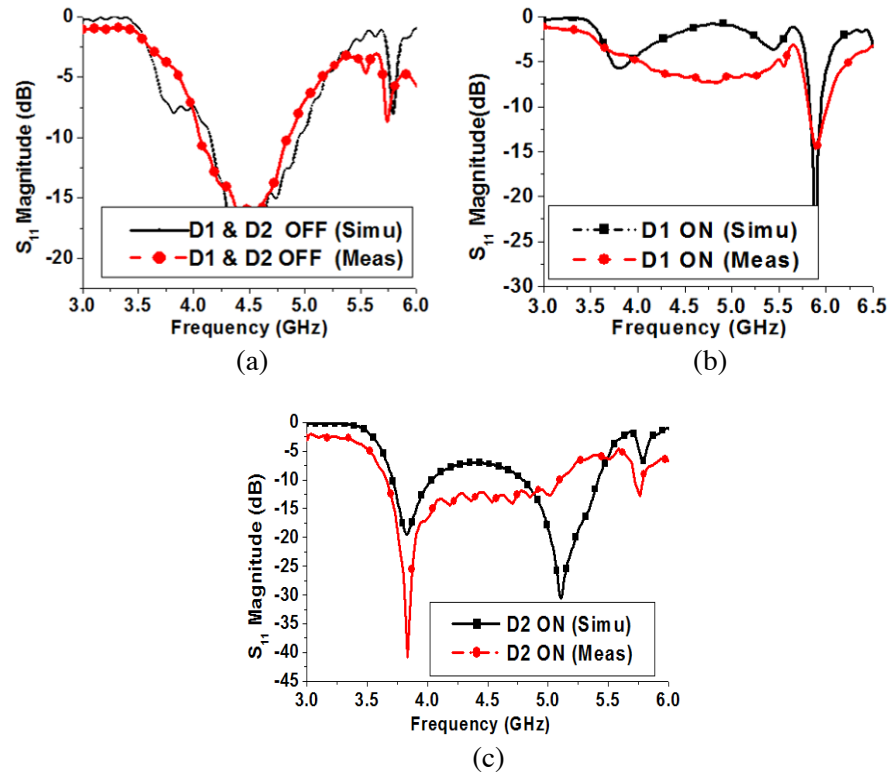 0
-5
-10
-15
-20
S11 Magnitude (dB)
D1 & D2 OFF (Simu)
D1 & D2 OFF (Meas)
3.0 3.5 4.0 4.5 5.0 5.5 6.0
Frequency (GHz)
(a)
0
-5
-10
-15
-20
-25
-30
S11 Magnitude(dB)
D1 ON (Simu)
D1 ON (Meas)
3.0 3.5 4.0 4.5 5.0 5.5 6.0 6.5
Frequency (GHz)
(b)
0
-5
-10
-15
-20
-25
-30
-35
-40
-45
S11 Magnitude (dB)
D2 ON (Simu)
D2 ON (Meas)
3.0 3.5 4.0 4.5 5.0 5.5 6.0
Frequency (GHz)
(c)